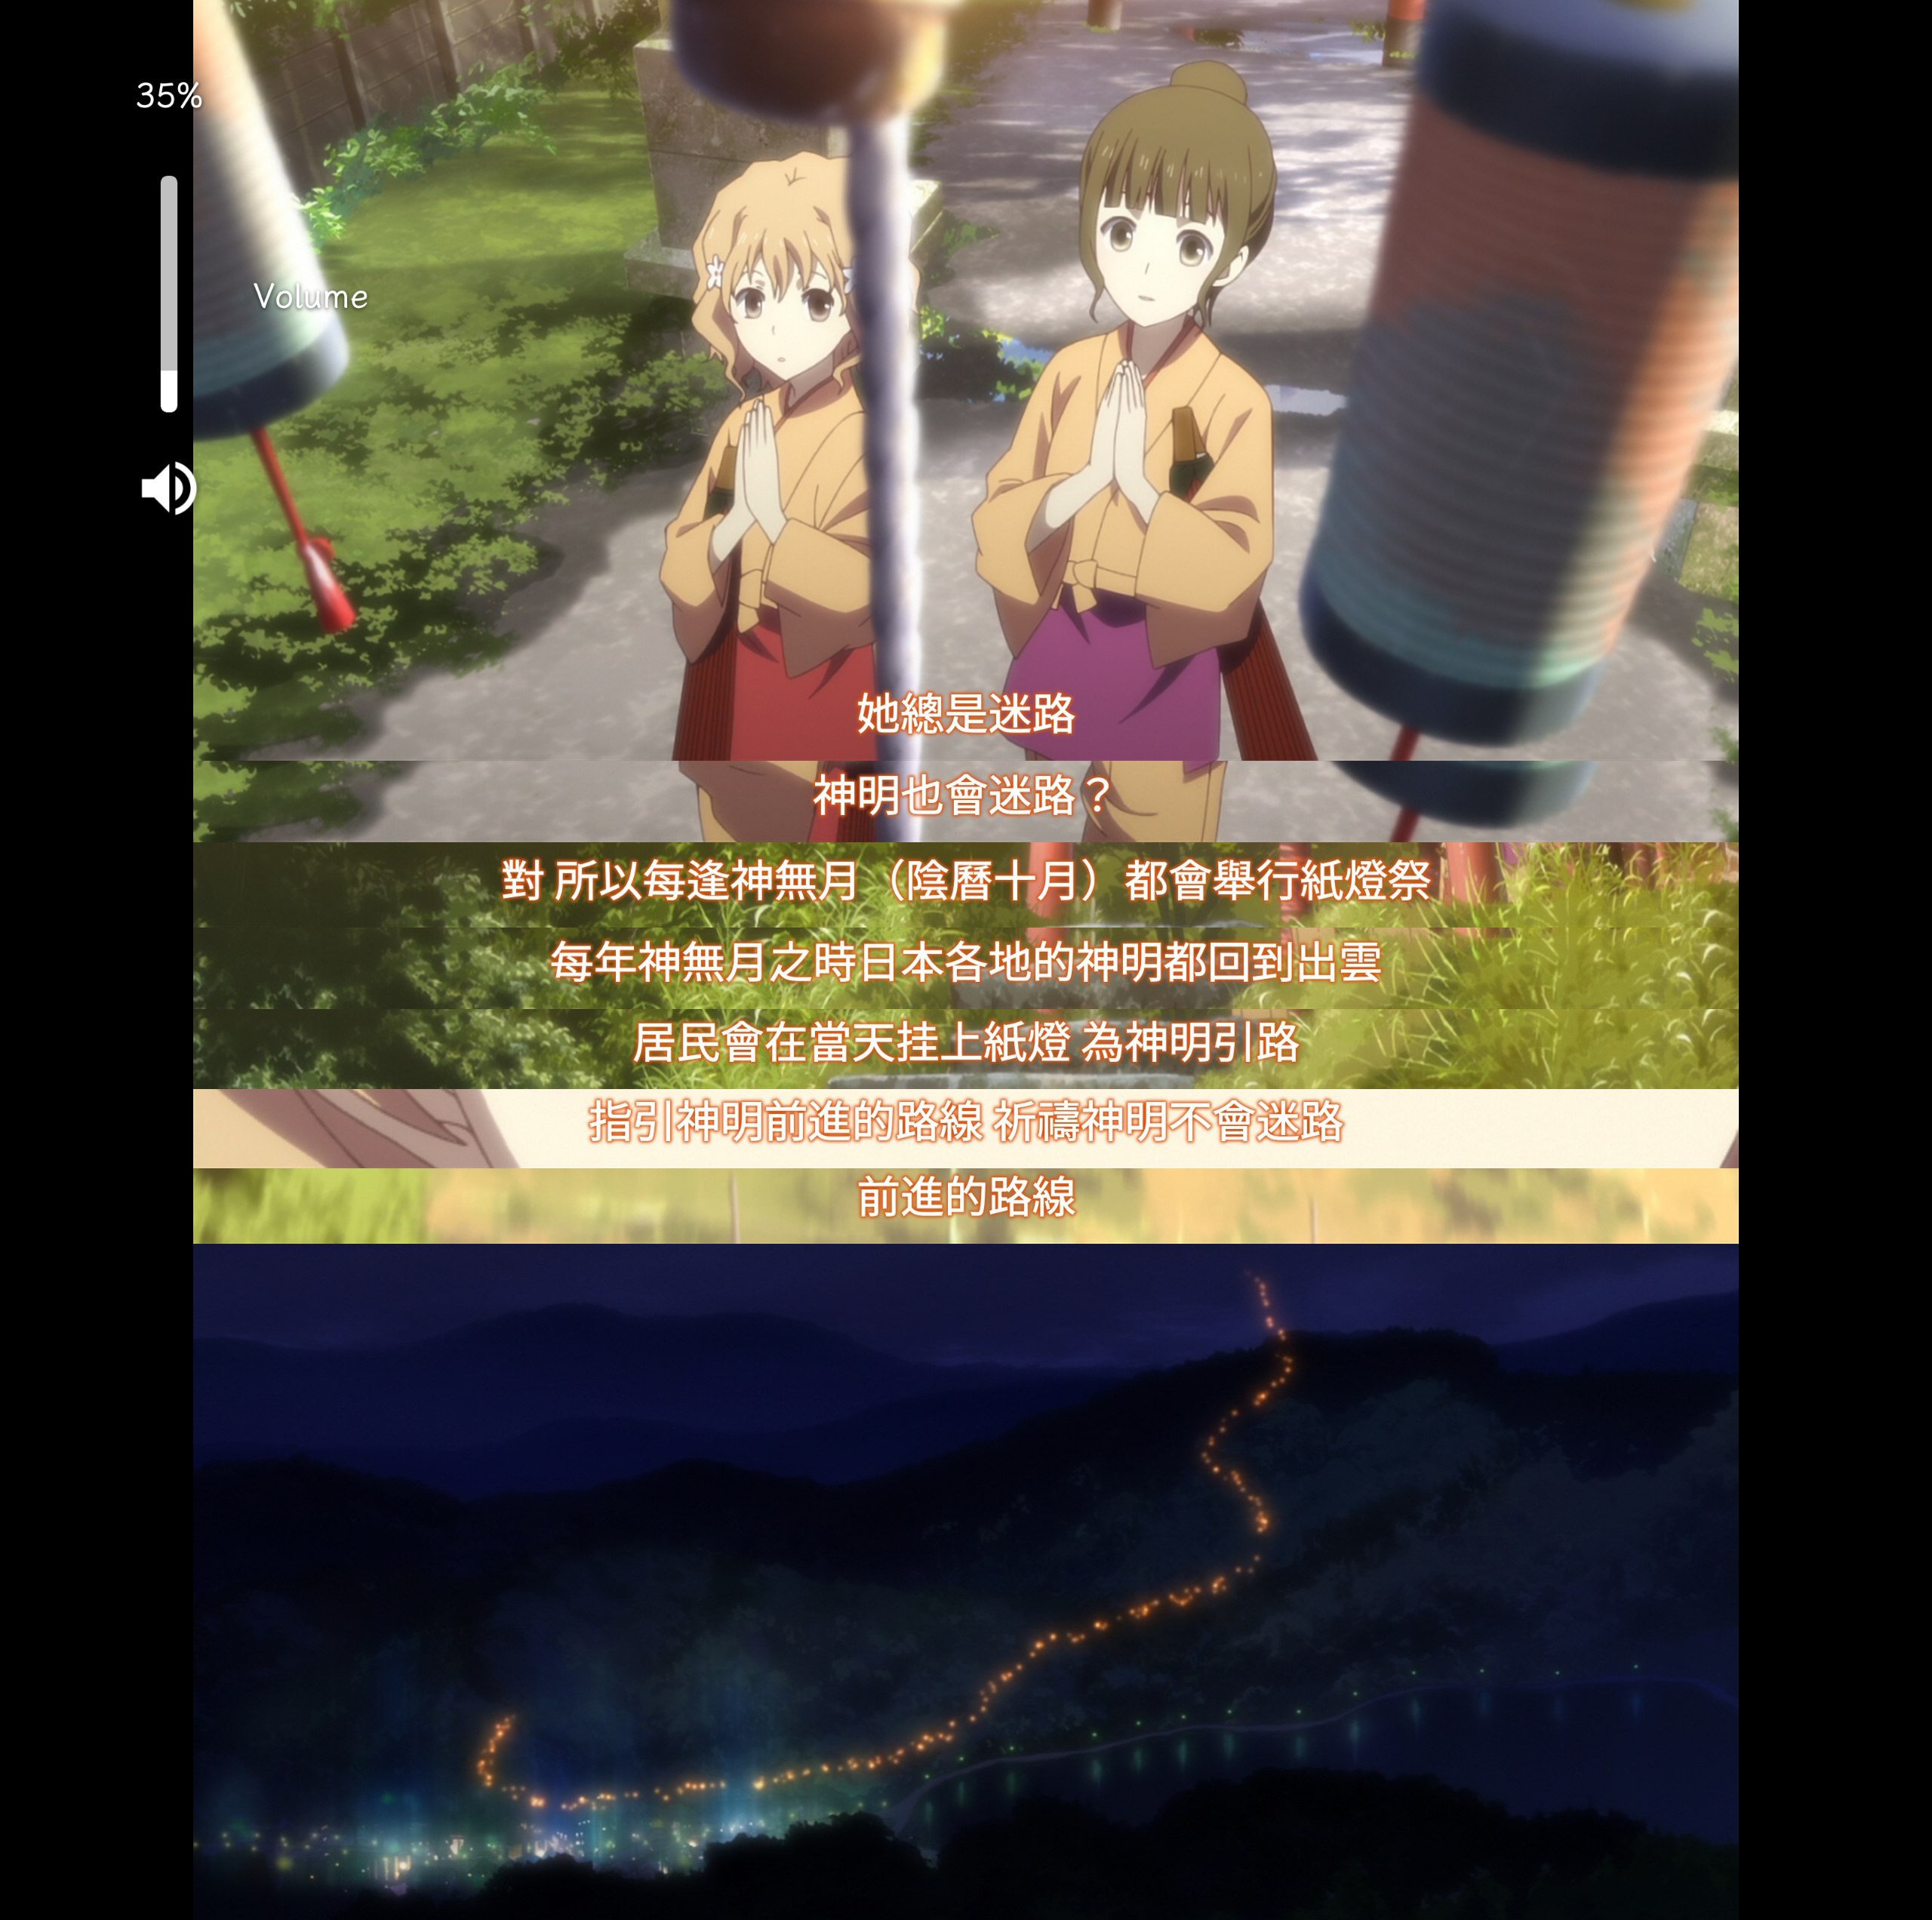 35%
Volume
她總是迷路
神明也會迷路？
對 所以每逢神無月（陰曆十月）都會舉行紙燈祭
每年神無月之時日本各地的神明都回到出雲
居民會在當天挂上紙燈 為神明引路
指引神明前進的路線 祈禱神明不會迷路
前進的路線